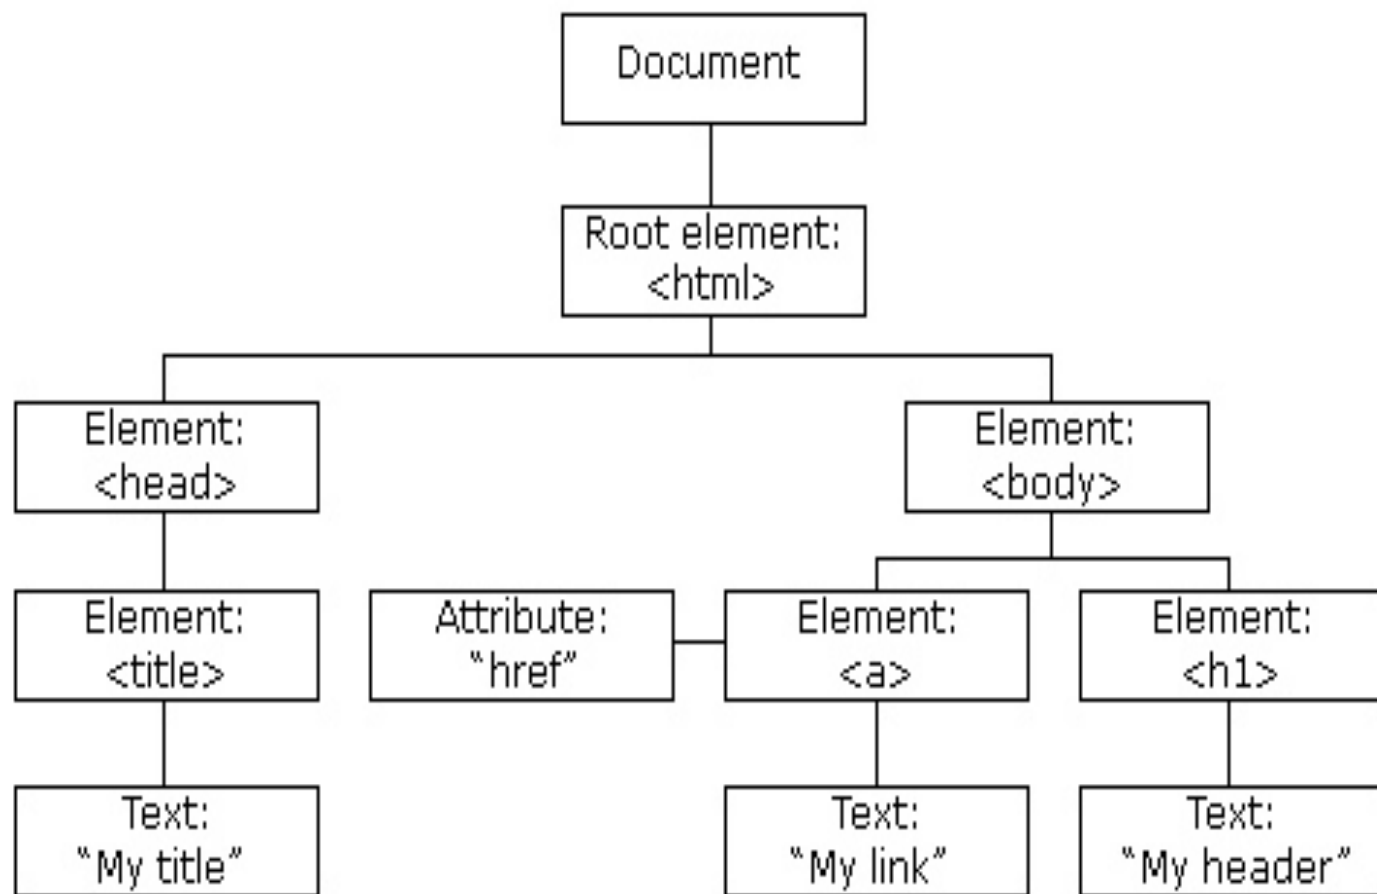 Document
Root element:
<html>
Element:
<head>
Element:
<body>
Element:
<title>
Attribute:
“href”
Element:
<a>
Element:
<h1>
Text:
“My title”
Text:
“My link”
Text:
“My header”